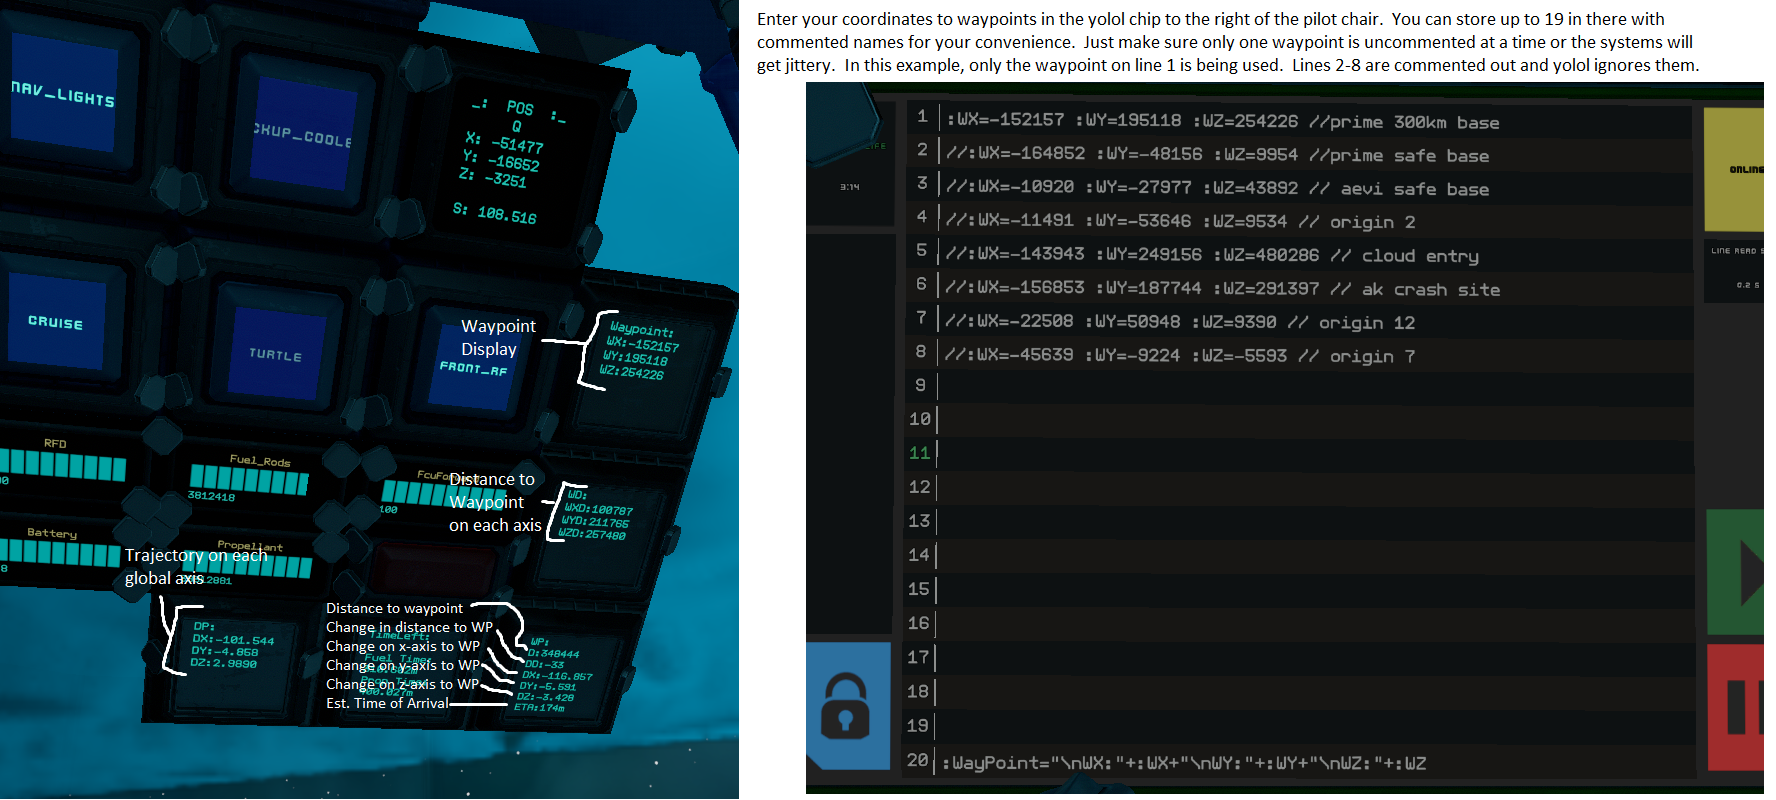 Enter your coordinates to waypoints in the yolol chip to the right of the pilot chair.  You can store up to 19 in there with
commented names for your convenience.  Just make sure only one waypoint is uncommented at a time or the systems will
get jittery.  In this example, only the waypoint on line 1 is being used.  Lines 2-8 are commented out and yolol ignores them.
NAV_LIGHTS
CKUP_COOLE
_: POS :_
Q
X: -51477
Y: -16652
Z: -3251
S: 108.516
CRUISE
TURTLE
FRONT_RF
Waypoint
Display
Waypoint:
WX:-152157
WY:195118
WZ:254226
RFD
Fuel_Rods
3812418
100
Distance to
Waypoint
on each axis
WD:
WXD:100787
WYD:211765
WZD:257480
Battery
Propellant
12881
Trajectory on each
global axis
DP:
DX:-101.544
DY:-4.858
DZ:2.9890
TimeLeft:
Fuel Time:
Distance to waypoint
Change in distance to WP
Change on x-axis to WP
Change on y-axis to WP
Change on z-axis to WP
Est. Time of Arrival
WP:
D:348444
DD:-33
DX:-116.857
DY:-5.591
DZ:-3.428
ETA:174m
3:14
ONLINE
LINE READ S
0.2 S
1 :WX=-152157 :WY=195118 :WZ=254226 //prime 300km base
2 //:WX=-164852 :WY=-48156 :WZ=9954 //prime safe base
3 //:WX=-10920 :WY=-27977 :WZ=43892 // aevi safe base
4 //:WX=-11491 :WY=-53646 :WZ=9534 // origin 2
5 //:WX=-143943 :WY=249156 :WZ=480286 // cloud entry
6 //:WX=-156853 :WY=187744 :WZ=291397 // ak crash site
7 //:WX=-22508 :WY=50948 :WZ=9390 // origin 12
8 //:WX=-45639 :WY=-9224 :WZ=-5593 // origin 7
9
10
11
12
13
14
15
16
17
18
19
20 :WayPoint="\nWX:"+:WX+"\nWY:"+:WY+"\nWZ:"+:WZ